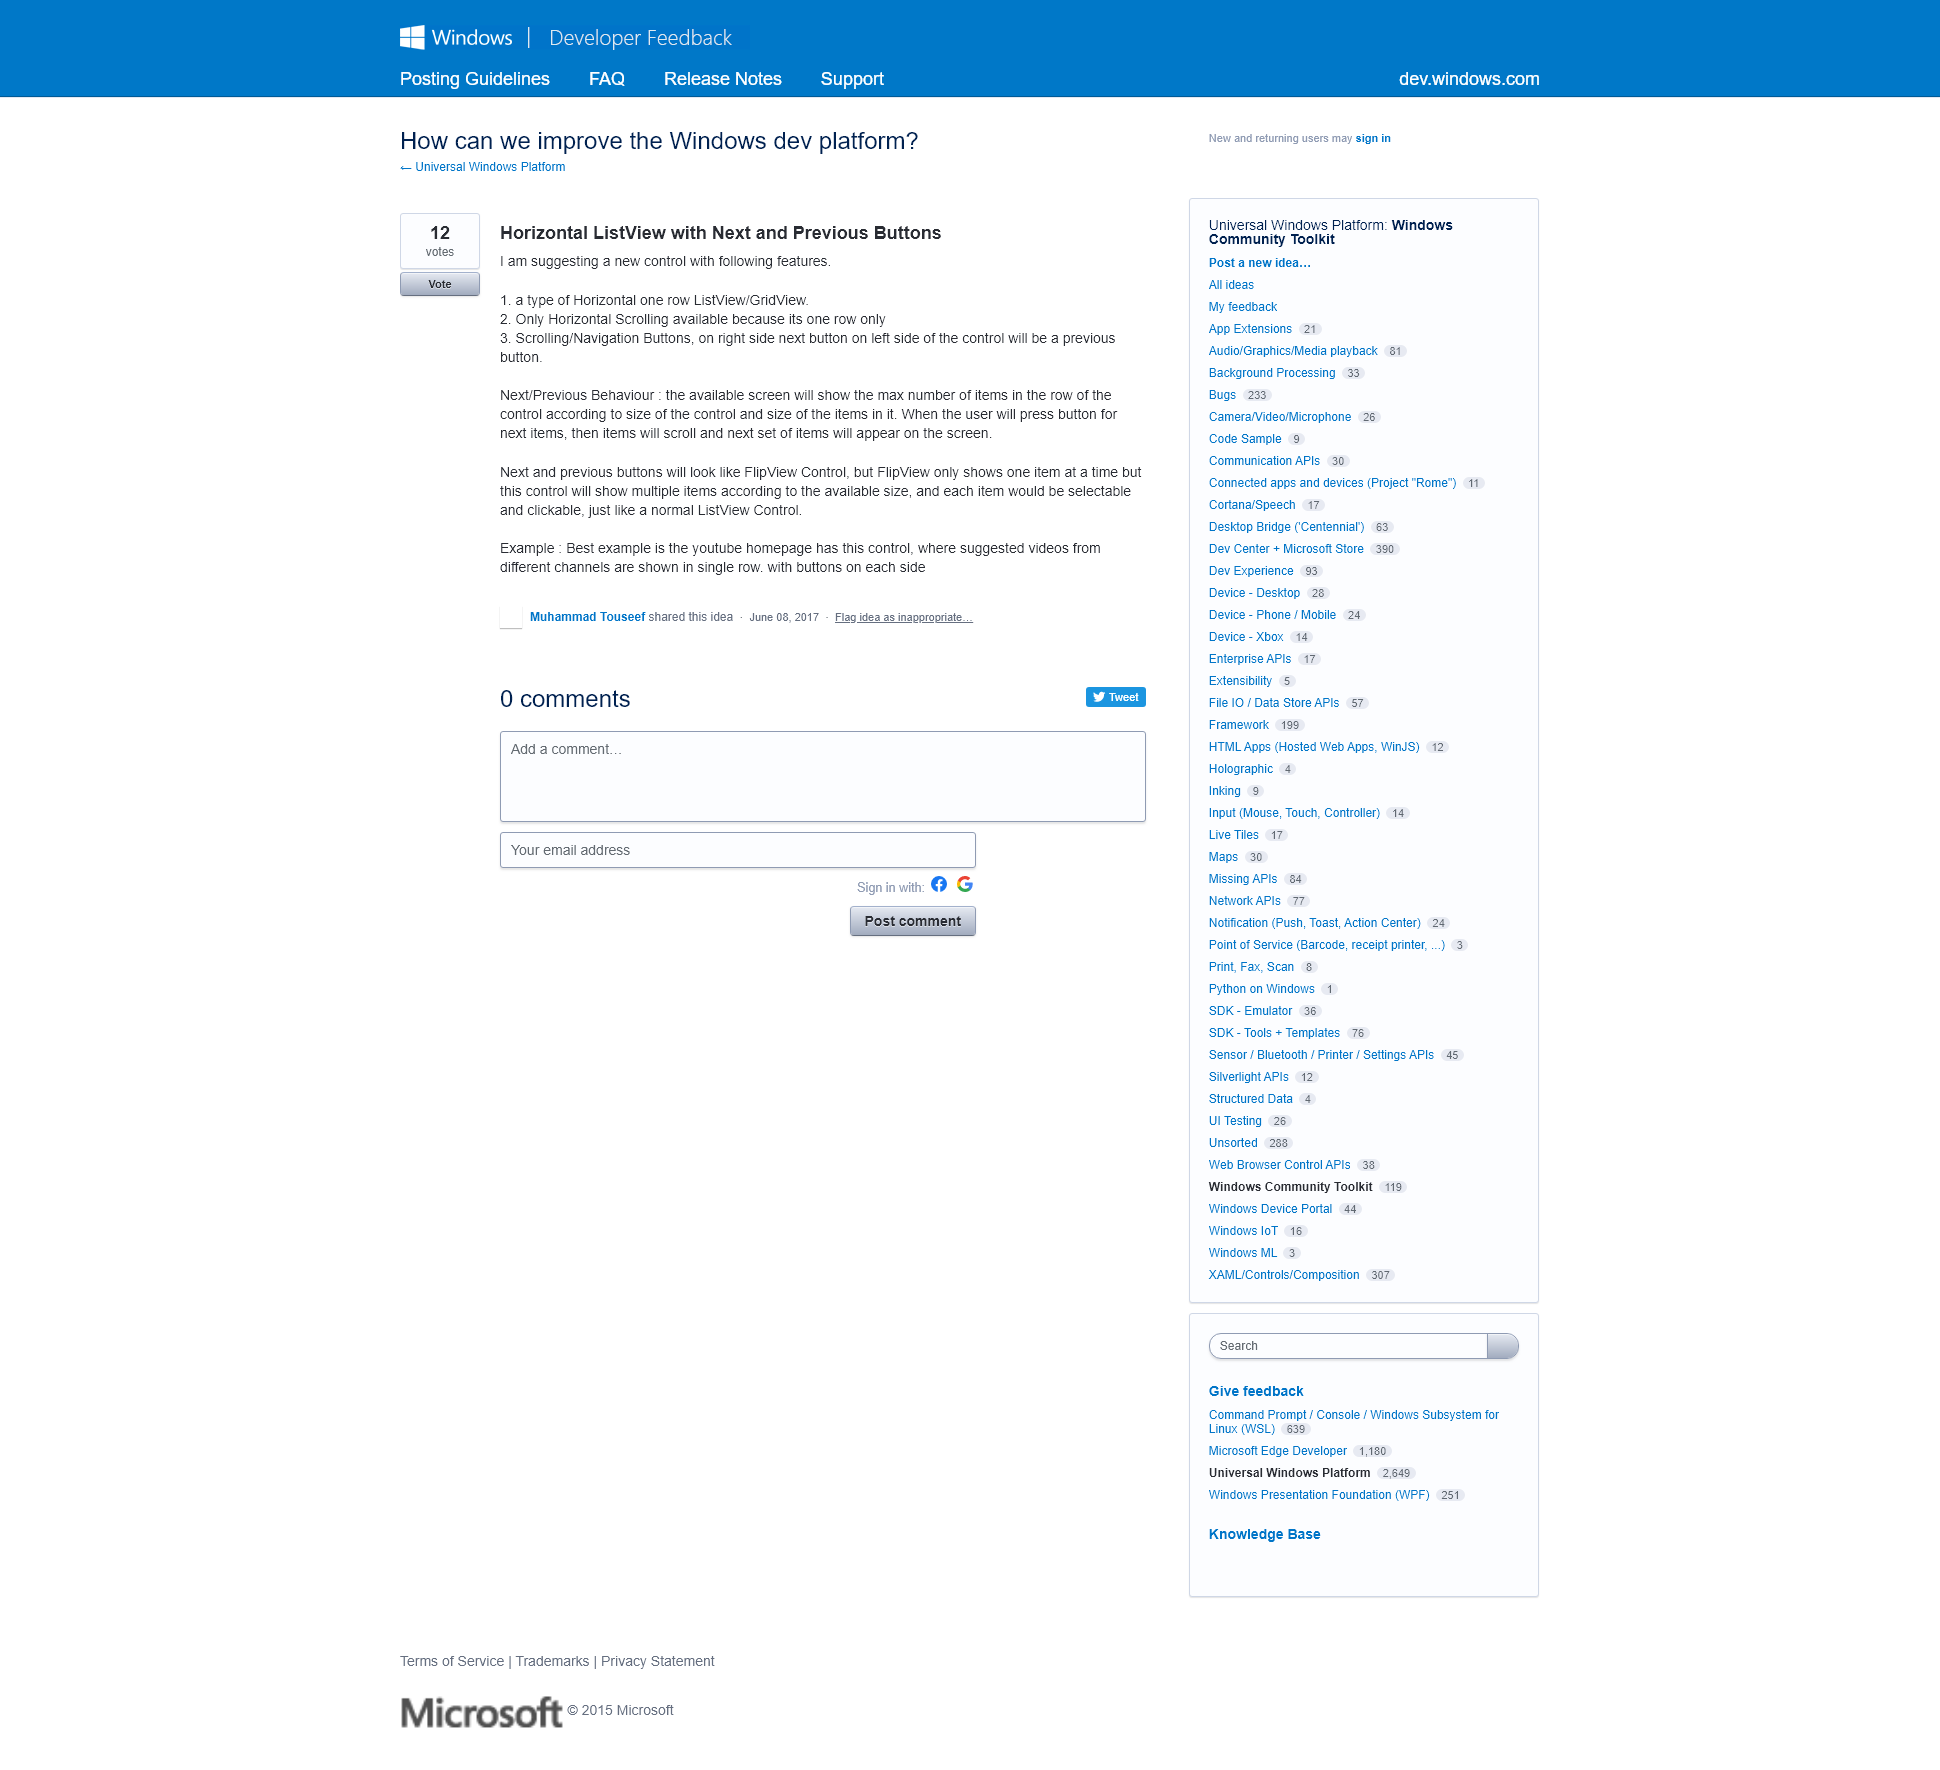 Windows | Developer Feedback
Posting Guidelines FAQ Release Notes Support dev.windows.com
How can we improve the Windows dev platform?
← Universal Windows Platform
New and returning users may sign in
12
votes
Vote
Horizontal ListView with Next and Previous Buttons
I am suggesting a new control with following features.
1. a type of Horizontal one row ListView/GridView.
2. Only Horizontal Scrolling available because its one row only
3. Scrolling/Navigation Buttons, on right side next button on left side of the control will be a previous
button.
Next/Previous Behaviour : the available screen will show the max number of items in the row of the
control according to size of the control and size of the items in it. When the user will press button for
next items, then items will scroll and next set of items will appear on the screen.
Next and previous buttons will look like FlipView Control, but FlipView only shows one item at a time but
this control will show multiple items according to the available size, and each item would be selectable
and clickable, just like a normal ListView Control.
Example : Best example is the youtube homepage has this control, where suggested videos from
different channels are shown in single row. with buttons on each side
Muhammad Touseef shared this idea · June 08, 2017 · Flag idea as inappropriate…
0 comments
Tweet
Add a comment…
Your email address
Sign in with:
Post comment
Universal Windows Platform: Windows
Community Toolkit
Post a new idea…
All ideas
My feedback
App Extensions 21
Audio/Graphics/Media playback 81
Background Processing 33
Bugs 233
Camera/Video/Microphone 26
Code Sample 9
Communication APIs 30
Connected apps and devices (Project "Rome") 11
Cortana/Speech 17
Desktop Bridge ('Centennial') 63
Dev Center + Microsoft Store 390
Dev Experience 93
Device - Desktop 28
Device - Phone / Mobile 24
Device - Xbox 14
Enterprise APIs 17
Extensibility 5
File IO / Data Store APIs 57
Framework 199
HTML Apps (Hosted Web Apps, WinJS) 12
Holographic 4
Inking 9
Input (Mouse, Touch, Controller) 14
Live Tiles 17
Maps 30
Missing APIs 84
Network APIs 77
Notification (Push, Toast, Action Center) 24
Point of Service (Barcode, receipt printer, ...) 3
Print, Fax, Scan 8
Python on Windows 1
SDK - Emulator 36
SDK - Tools + Templates 76
Sensor / Bluetooth / Printer / Settings APIs 45
Silverlight APIs 12
Structured Data 4
UI Testing 26
Unsorted 288
Web Browser Control APIs 38
Windows Community Toolkit 119
Windows Device Portal 44
Windows IoT 16
Windows ML 3
XAML/Controls/Composition 307
Search
Give feedback
Command Prompt / Console / Windows Subsystem for
Linux (WSL) 639
Microsoft Edge Developer 1,180
Universal Windows Platform 2,649
Windows Presentation Foundation (WPF) 251
Knowledge Base
Terms of Service | Trademarks | Privacy Statement
Microsoft © 2015 Microsoft